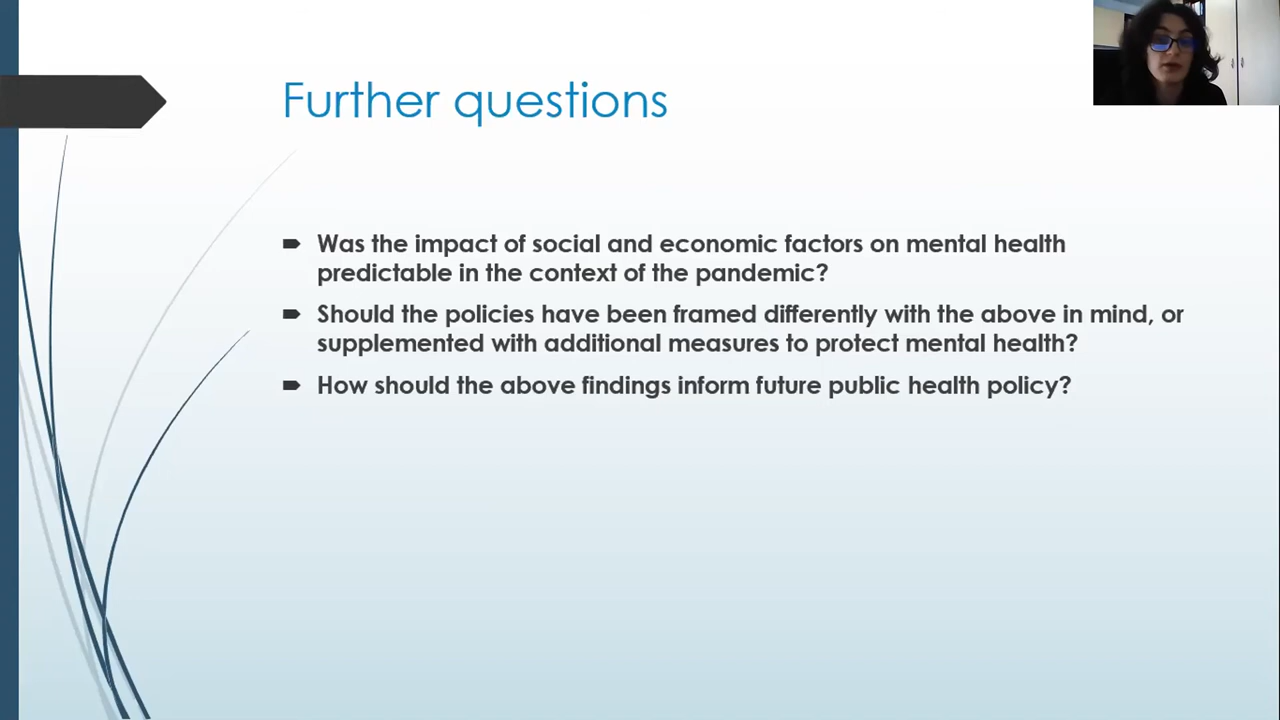 Further questions
Was the impact of social and economic factors on mental health
predictable in the context of the pandemic?
Should the policies have been framed differently with the above in mind, or
supplemented with additional measures to protect mental health?
How should the above findings inform future public health policy?